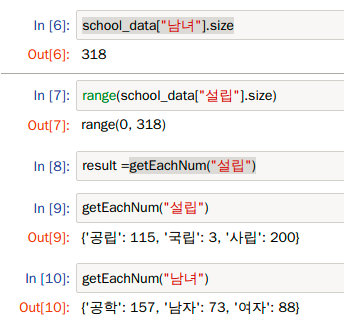 In [6]: school_data["남녀"].size
Out[6]: 318
In [7]: range(school_data["설립"].size)
Out[7]: range(0, 318)
In [8]: result =getEachNum("설립")
In [9]: getEachNum("설립")
Out[9]: {'공립': 115, '국립': 3, '사립': 200}
In [10]: getEachNum("남녀")
Out[10]: {'공학': 157, '남자': 73, '여자': 88}